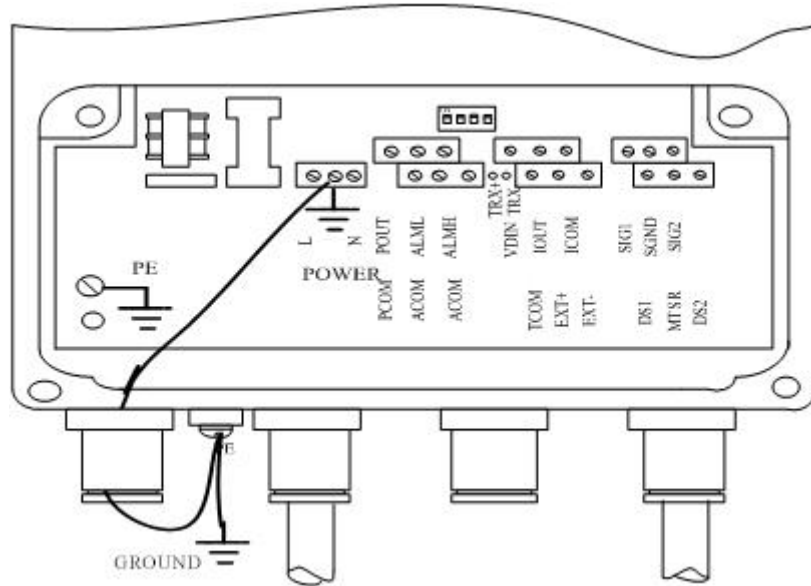 TRX+
TRX
L
N
POUT
ALML
ALMH
VDIN
IOUT
ICOM
SIG1
SGND
SIG2
PE
POWER
PCOM
ACOM
ACOM
TCOM
EXT+
EXT-
DS1
MTSR
DS2
PE
GROUND